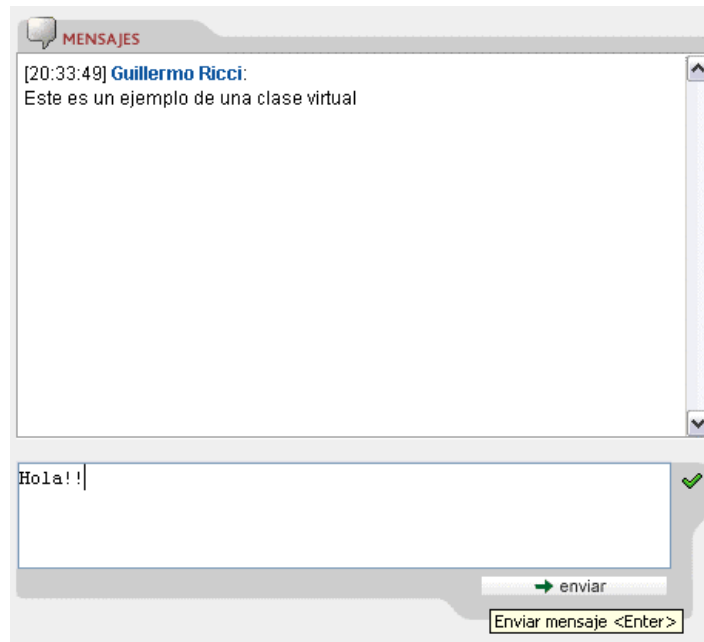 MENSAJES
[20:33:49] Guillermo Ricci:
Este es un ejemplo de una clase virtual
Hola!!
enviar
Enviar mensaje <Enter>